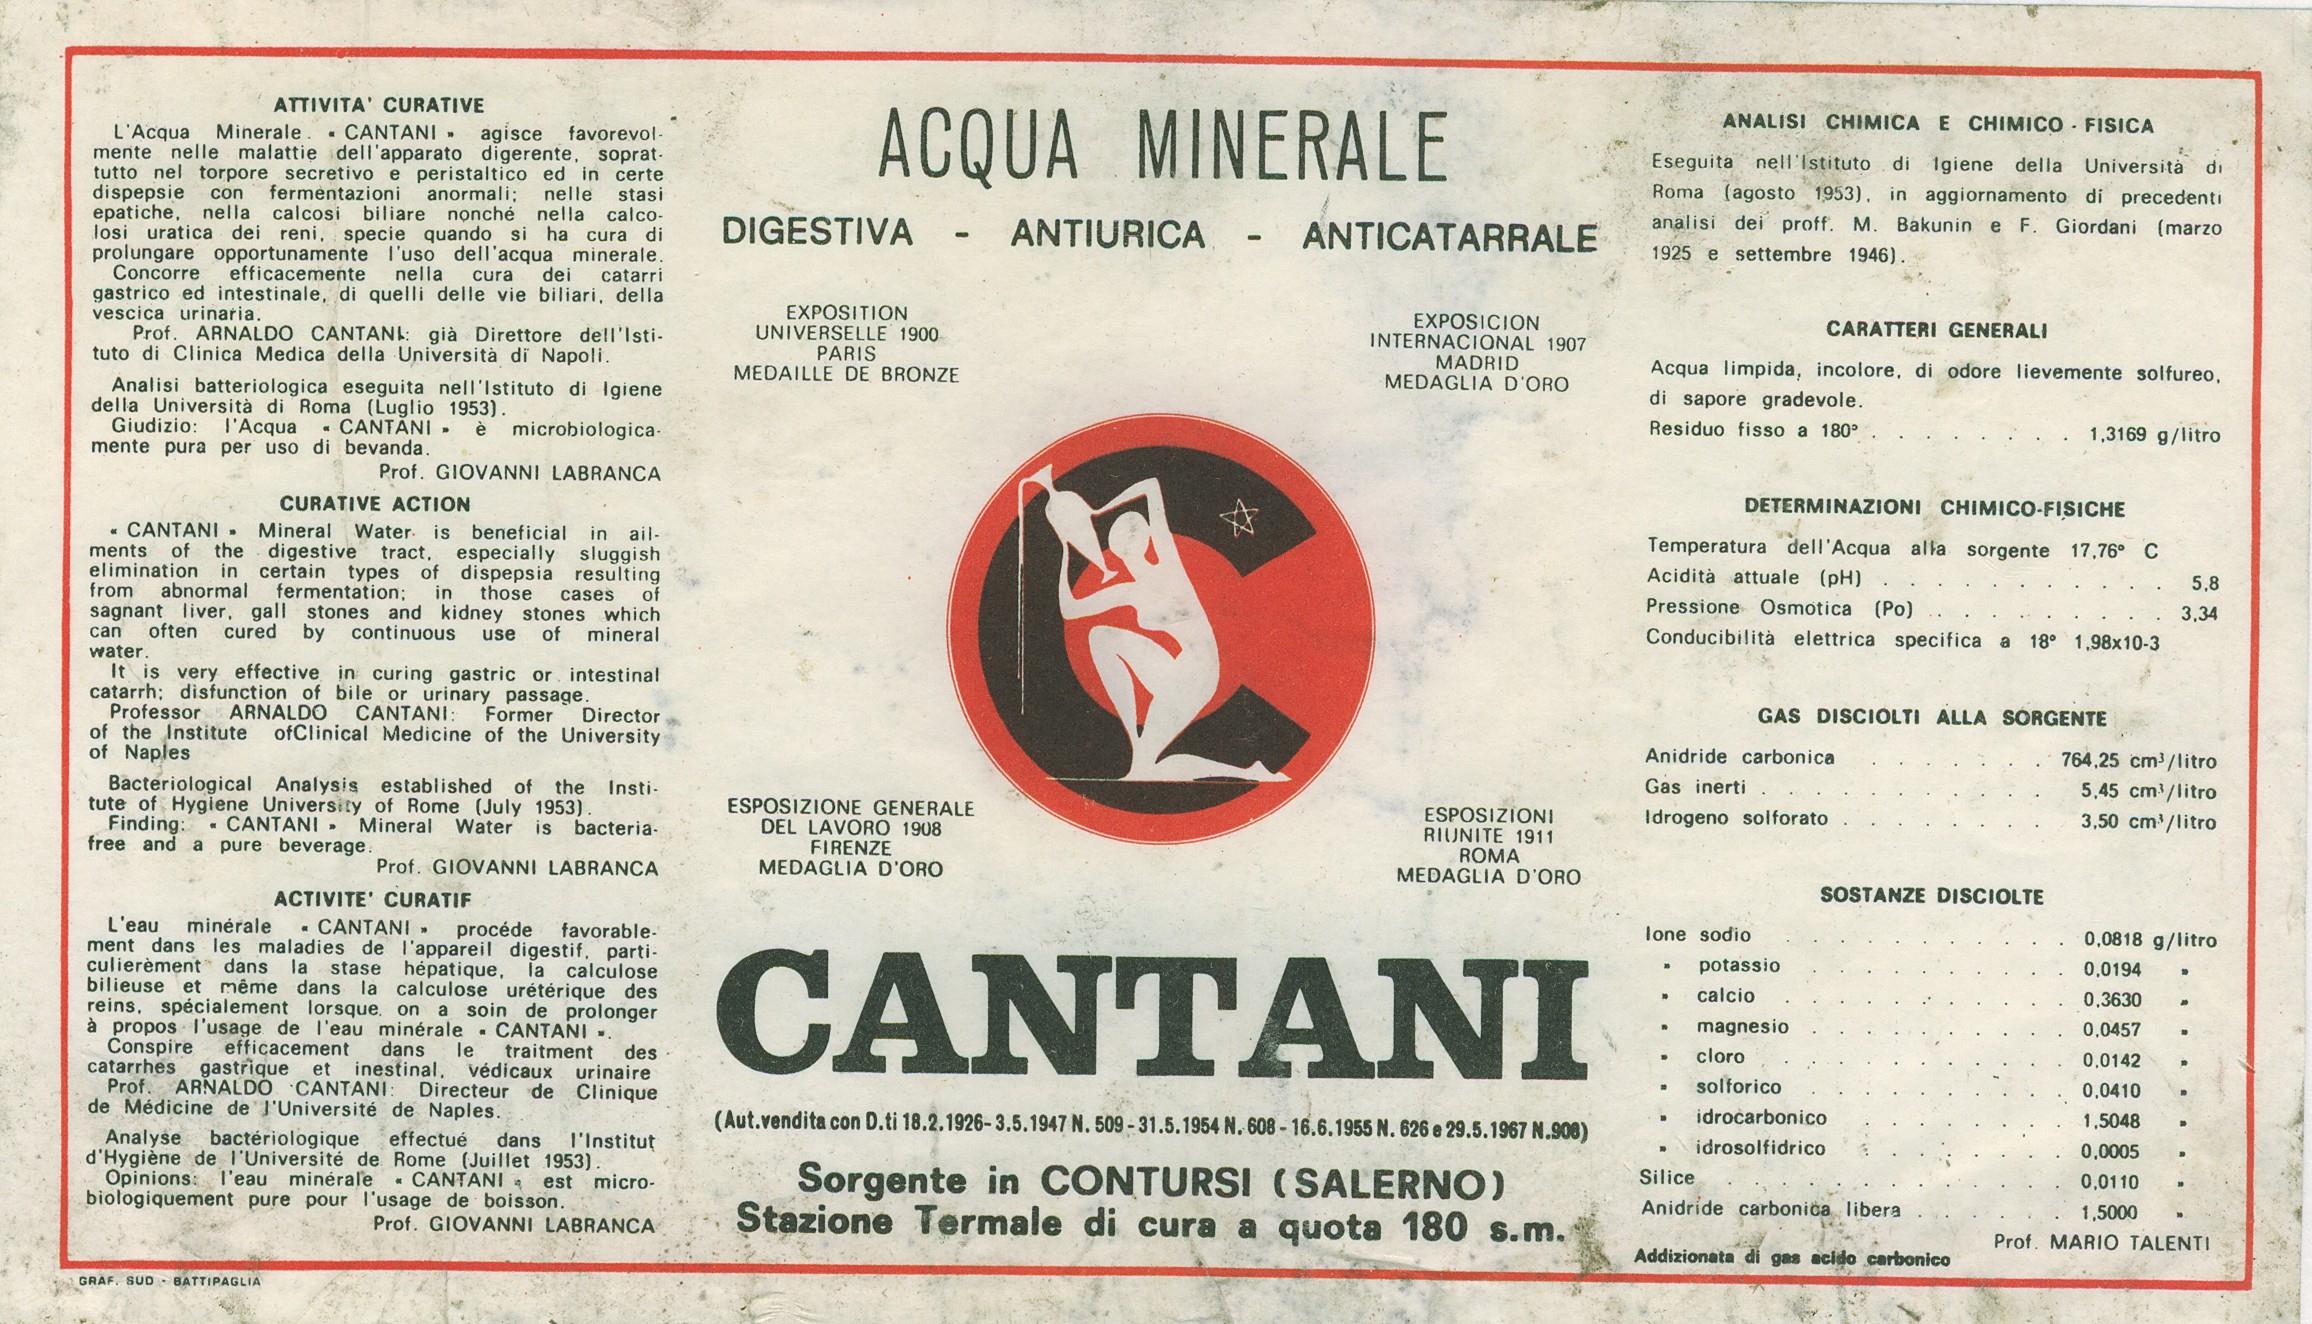 ATTIVITA' CURATIVE
L'Acqua Minerale. « CANTANI » agisce favorevol-
mente nelle malattie dell'apparato digerente, soprat-
tutto nel torpore secretivo e peristaltico ed in certe
dispepsie con fermentazioni anormali; nelle stasi
epatiche, nella calcosi biliare nonché nella calco-
losi uratica dei reni, specie quando si ha cura di
prolungare opportunamente l'uso dell'acqua minerale.
Concorre efficacemente nella cura dei catarri
gastrico ed intestinale, di quelli delle vie biliari, della
vescica urinaria.
Prof. ARNALDO CANTANI: già Direttore dell'Isti-
tuto di Clinica Medica della Università di Napoli.
Analisi batteriologica eseguita nell'Istituto di Igiene
della Università di Roma (Luglio 1953).
Giudizio: l'Acqua « CANTANI » è microbiologica-
mente pura per uso di bevanda.
Prof. GIOVANNI LABRANCA
CURATIVE ACTION
« CANTANI » Mineral Water is beneficial in ail-
ments of the digestive tract, especially sluggish
elimination in certain types of dispepsia resulting
from abnormal fermentation; in those cases of
sagnant liver, gall stones and kidney stones which
can often cured by continuous use of mineral
water.
It is very effective in curing gastric or intestinal
catarrh; disfunction of bile or urinary passage.
Professor ARNALDO CANTANI: Former Director
of the Institute ofClinical Medicine of the University
of Naples
Bacteriological Analysis established of the Insti-
tute of Hygiene University of Rome (July 1953).
Finding: « CANTANI » Mineral Water is bacteria-
free and a pure beverage.
Prof. GIOVANNI LABRANCA
ACTIVITE' CURATIF
L'eau minérale « CANTANI » procéde favorable-
ment dans les maladies de l'appareil digestif, parti-
culierèment dans la stase hépatique, la calculose
bilieuse et même dans la calculose urétérique des
reins, spécialement lorsque on a soin de prolonger
à propos l'usage de l'eau minérale « CANTANI ».
Conspire efficacement dans le traitment des
catarrhes gastrique et inestinal, védicaux urinaire
Prof. ARNALDO CANTANI: Directeur de Clinique
de Médicine de l'Université de Naples.
Analyse bactériologique effectué dans l'Institut
d'Hygiène de l'Université de Rome (Juillet 1953).
Opinions: l'eau minérale « CANTANI » est micro-
biologiquement pure pour l'usage de boisson.
Prof. GIOVANNI LABRANCA
GRAF. SUD - BATTIPAGLIA
ACQUA MINERALE
DIGESTIVA - ANTIURICA - ANTICATARRALE
EXPOSITION
UNIVERSELLE 1900
PARIS
MEDAILLE DE BRONZE
EXPOSICION
INTERNACIONAL 1907
MADRID
MEDAGLIA D'ORO
ESPOSIZIONE GENERALE
DEL LAVORO 1908
FIRENZE
MEDAGLIA D'ORO
ESPOSIZIONI
RIUNITE 1911
ROMA
MEDAGLIA D'ORO
CANTANI
(Aut.vendita con D.ti 18.2.1926-3.5.1947 N. 509-31.5.1954 N. 608-16.6.1955 N. 626 e 29.5.1967 N.908)
Sorgente in CONTURSI (SALERNO)
Stazione Termale di cura a quota 180 s.m.
ANALISI CHIMICA E CHIMICO - FISICA
Eseguita nell'Istituto di Igiene della Università di
Roma (agosto 1953), in aggiornamento di precedenti
analisi dei proff. M. Bakunin e F. Giordani (marzo
1925 e settembre 1946).
CARATTERI GENERALI
Acqua limpida, incolore, di odore lievemente solfureo,
di sapore gradevole.
Residuo fisso a 180° . . . . . . . . 1,3169 g/litro
DETERMINAZIONI CHIMICO-FISICHE
Temperatura dell'Acqua alla sorgente 17,76° C
Acidità attuale (pH) . . . . . . . . . . . 5,8
Pressione Osmotica (Po) . . . . . . . . . 3,34
Conducibilità elettrica specifica a 18° 1,98x10-3
GAS DISCIOLTI ALLA SORGENTE
Anidride carbonica . . . . . . . 764,25 cm³/litro
Gas inerti . . . . . . . . . . . 5,45 cm³/litro
Idrogeno solforato . . . . . . . . 3,50 cm³/litro
SOSTANZE DISCIOLTE
Ione sodio . . . . . . . . . . . 0,0818 g/litro
» potassio . . . . . . . . . . 0,0194 »
» calcio . . . . . . . . . . . 0,3630 »
» magnesio . . . . . . . . . . 0,0457 »
» cloro . . . . . . . . . . . 0,0142 »
» solforico . . . . . . . . . . 0,0410 »
» idrocarbonico . . . . . . . . 1,5048 »
» idrosolfidrico . . . . . . . . 0,0005 »
Silice . . . . . . . . . . . . . 0,0110 »
Anidride carbonica libera . . . . . . 1,5000 »
Prof. MARIO TALENTI
Addizionata di gas acido carbonico